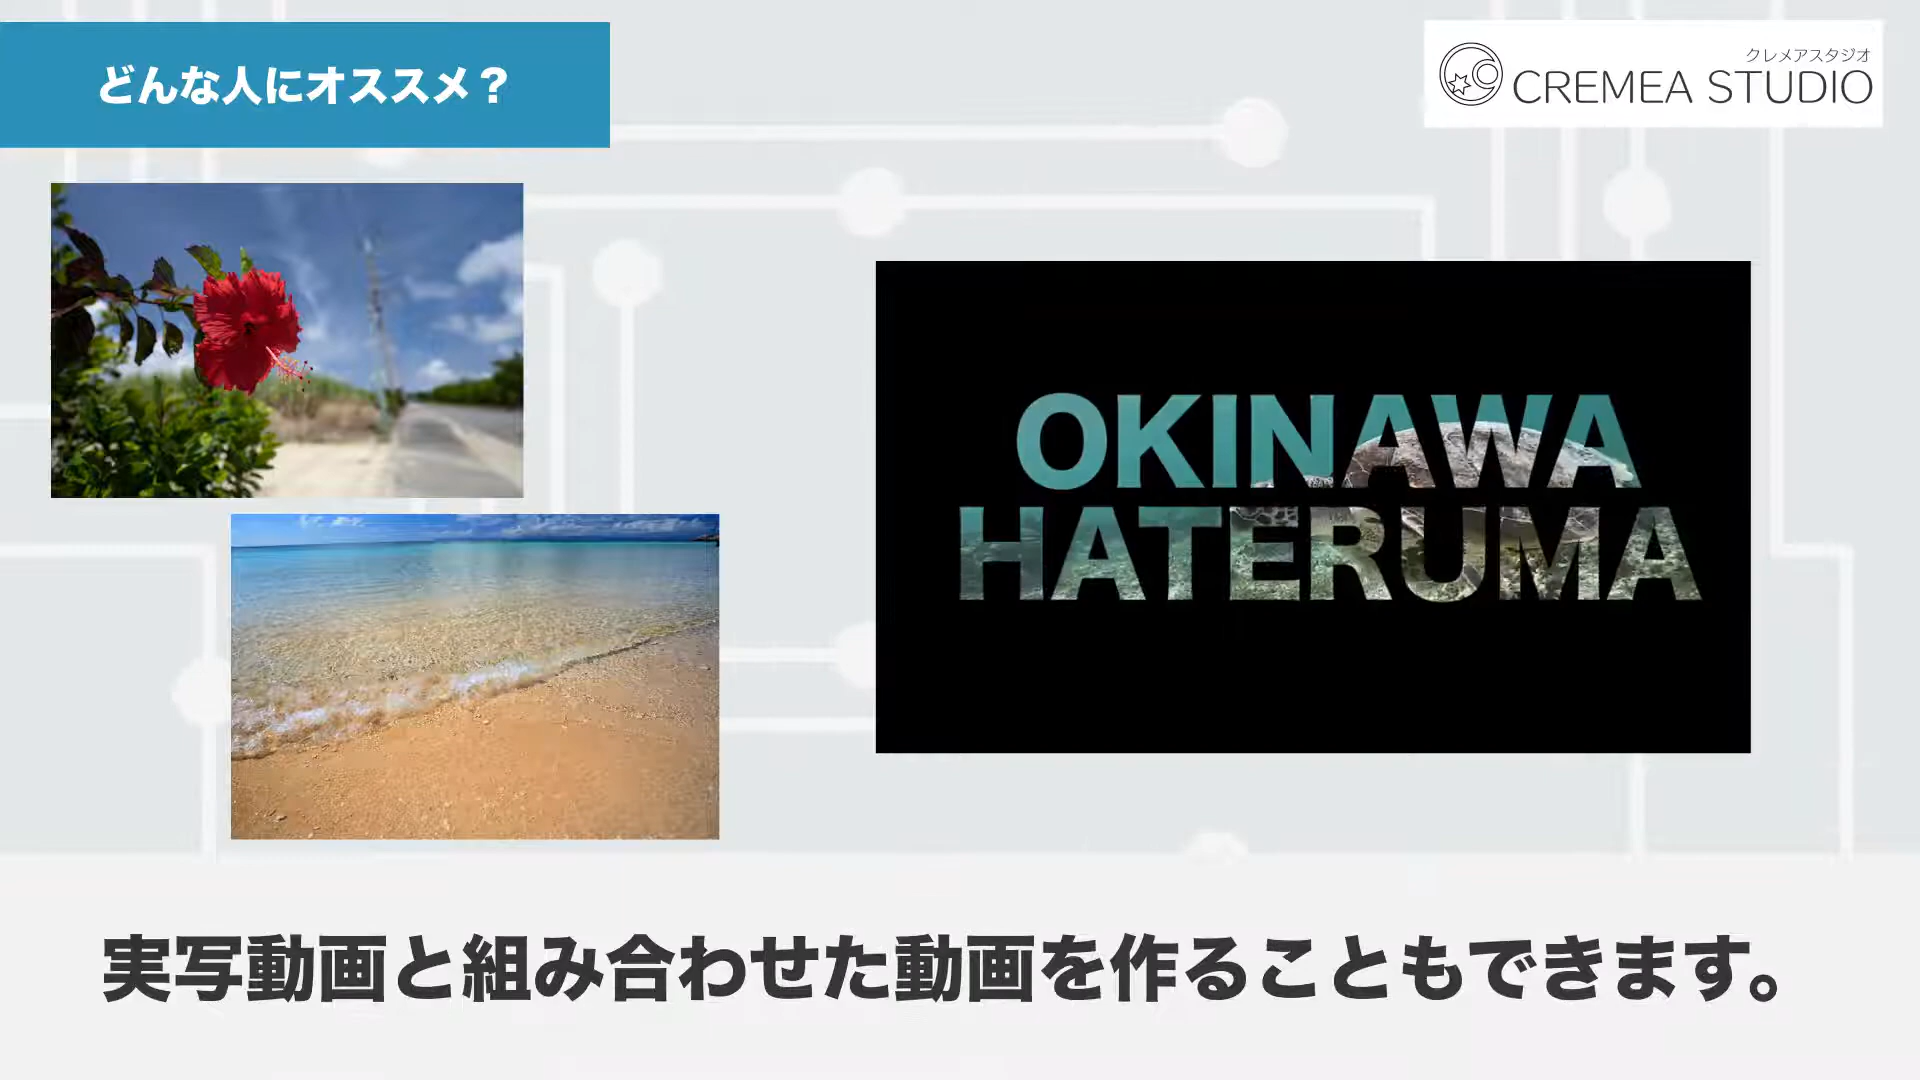 どんな人にオススメ？
クレメアスタジオ
CREMEA STUDIO
OKINAWA
HATERUMA
実写動画と組み合わせた動画を作ることもできます。